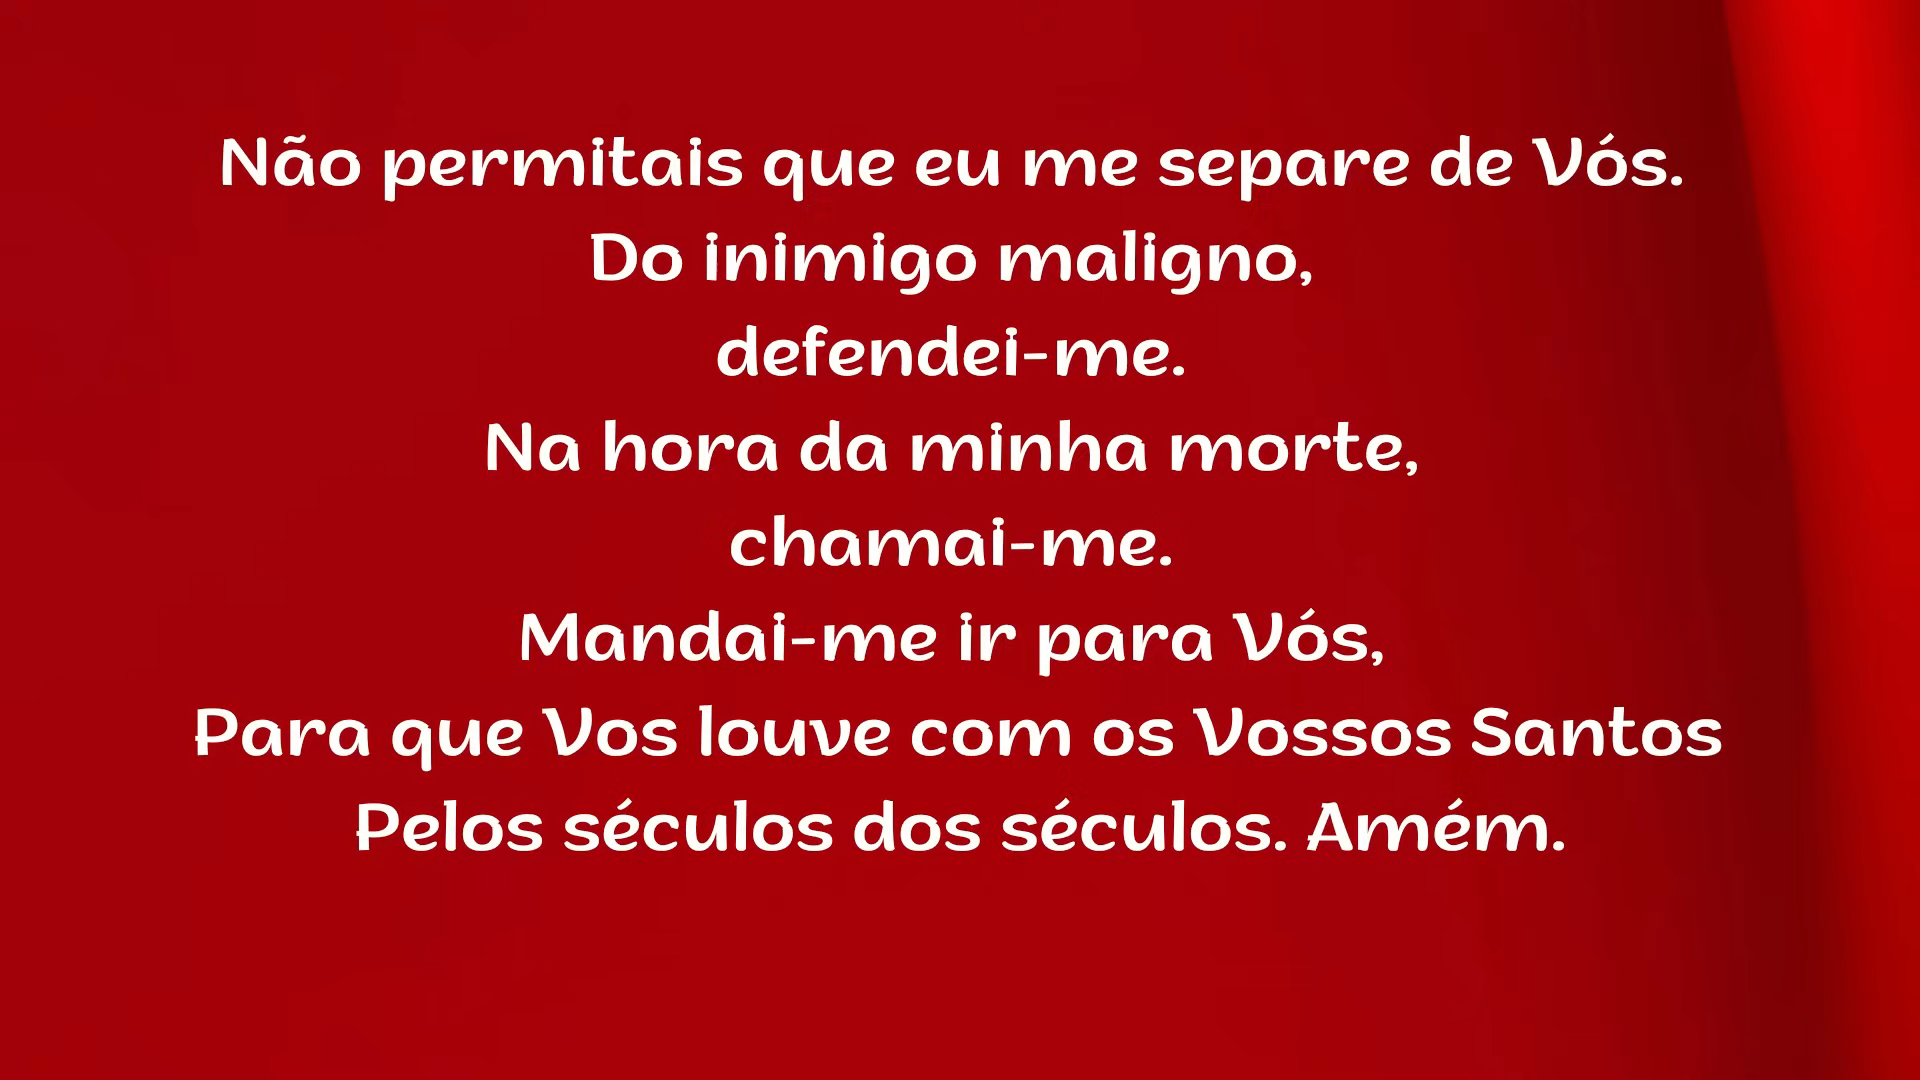 Não permitais que eu me separe de Vós.
Do inimigo maligno,
defendei-me.
Na hora da minha morte,
chamai-me.
Mandai-me ir para Vós,
Para que Vos louve com os Vossos Santos
Pelos séculos dos séculos. Amém.